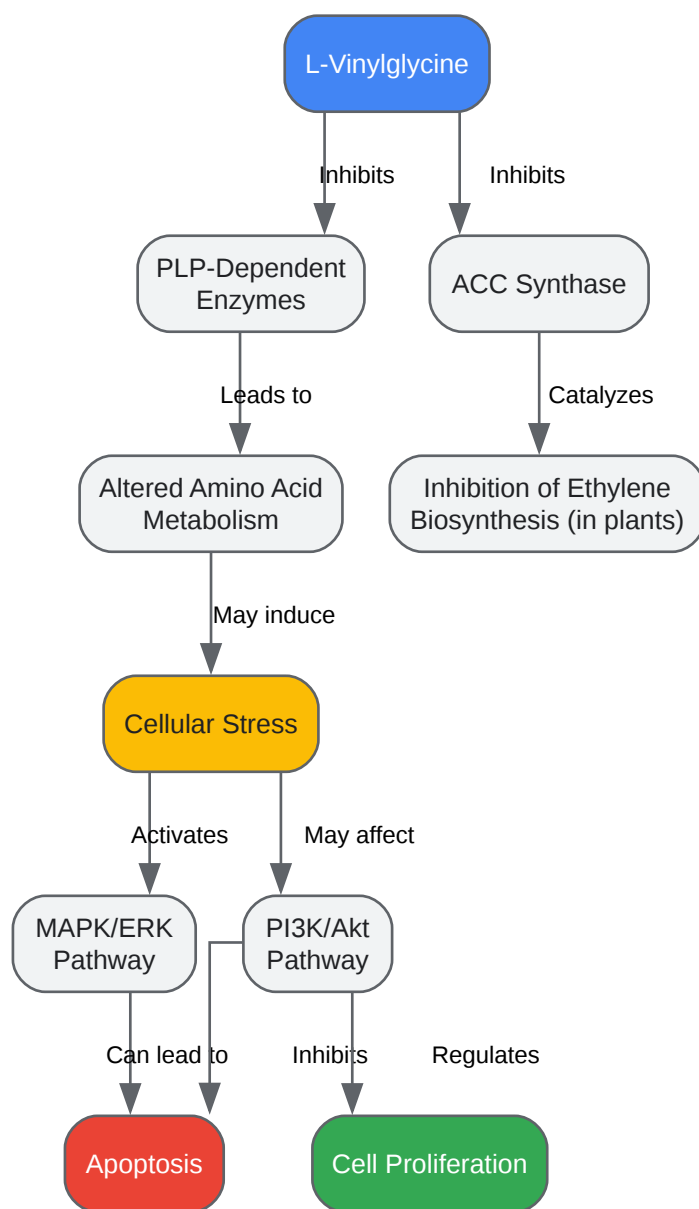 L-Vinylglycine
Inhibits
Inhibits
PLP-Dependent
Enzymes
ACC Synthase
Leads to
Catalyzes
Altered Amino Acid
Metabolism
Inhibition of Ethylene
Biosynthesis (in plants)
May induce
Cellular Stress
Activates
May affect
MAPK/ERK
Pathway
PI3K/Akt
Pathway
Can lead to
Inhibits
Regulates
Apoptosis
Cell Proliferation